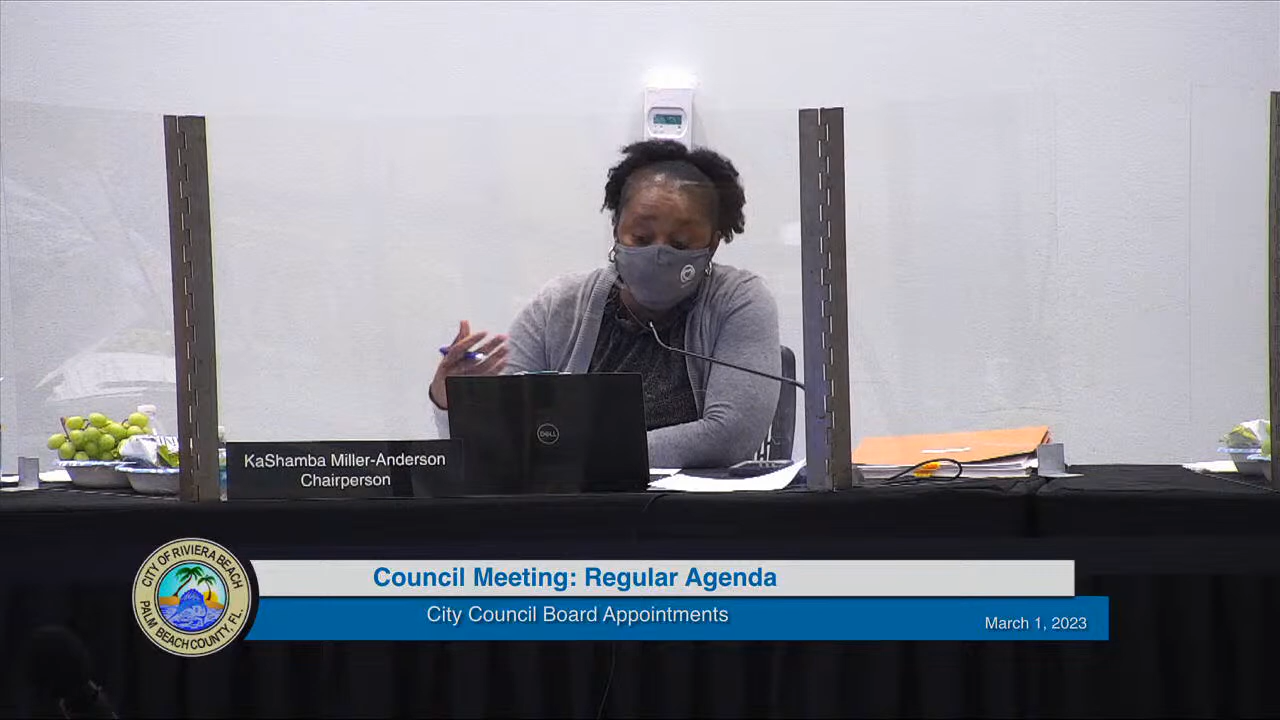 DELL
KaShamba Miller-Anderson
Chairperson
CITY OF RIVIERA BEACH
PALM BEACH COUNTY, FL.
Council Meeting: Regular Agenda
City Council Board Appointments
March 1, 2023